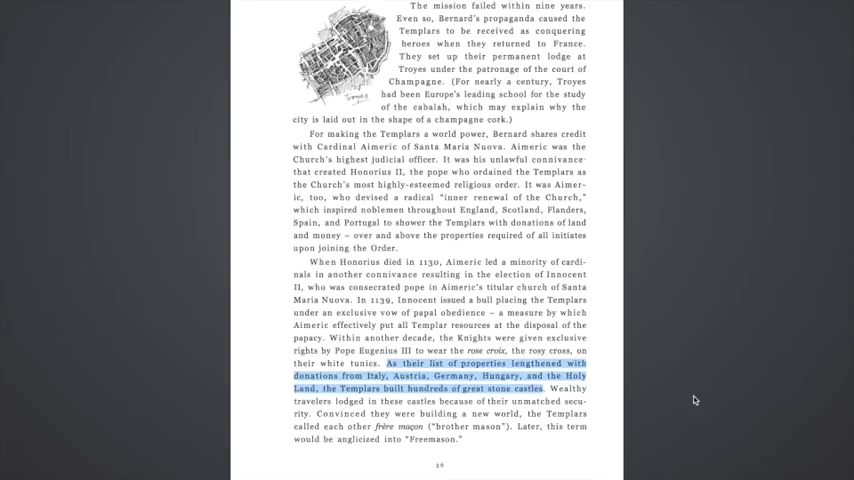 The mission failed within nine years.
Even so, Bernard's propaganda caused the
Templars to be received as conquering
heroes when they returned to France.
They set up their permanent lodge at
Troyes under the patronage of the court of
Champagne. (For nearly a century, Troyes
had been Europe's leading school for the study
of the cabalah, which may explain why the
Troyes
city is laid out in the shape of a champagne cork.)
For making the Templars a world power, Bernard shares credit
with Cardinal Aimeric of Santa Maria Nuova. Aimeric was the
Church's highest judicial officer. It was his unlawful connivance
that created Honorius II, the pope who ordained the Templars as
the Church's most highly-esteemed religious order. It was Aimer-
ic, too, who devised a radical "inner renewal of the Church,"
which inspired noblemen throughout England, Scotland, Flanders,
Spain, and Portugal to shower the Templars with donations of land
and money – over and above the properties required of all initiates
upon joining the Order.
When Honorius died in 1130, Aimeric led a minority of cardi-
nals in another connivance resulting in the election of Innocent
II, who was consecrated pope in Aimeric's titular church of Santa
Maria Nuova. In 1139, Innocent issued a bull placing the Templars
under an exclusive vow of papal obedience – a measure by which
Aimeric effectively put all Templar resources at the disposal of the
papacy. Within another decade, the Knights were given exclusive
rights by Pope Eugenius III to wear the rose croix, the rosy cross, on
their white tunics. As their list of properties lengthened with
donations from Italy, Austria, Germany, Hungary, and the Holy
Land, the Templars built hundreds of great stone castles. Wealthy
travelers lodged in these castles because of their unmatched secu-
rity. Convinced they were building a new world, the Templars
called each other frère maçon ("brother mason"). Later, this term
would be anglicized into "Freemason."
36